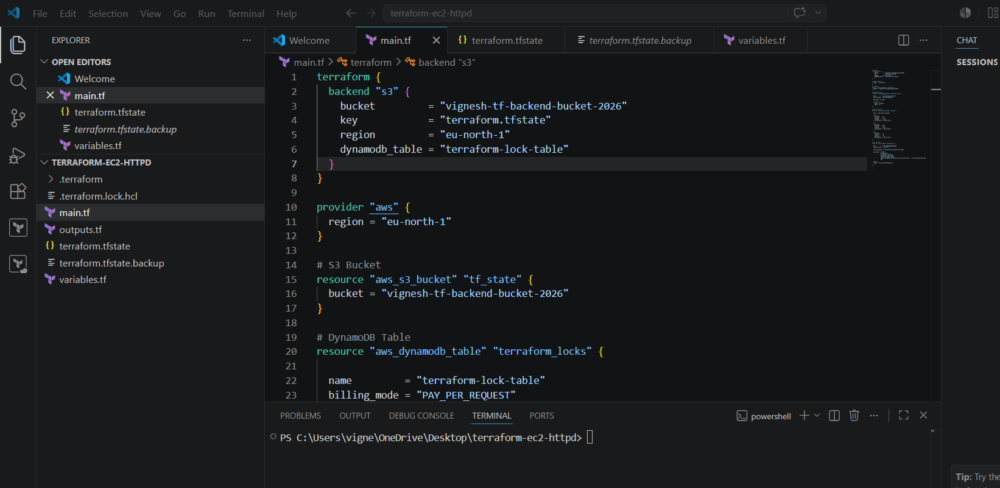 File Edit Selection View Go Run Terminal Help
terraform-ec2-httpd
EXPLORER
OPEN EDITORS
Welcome
main.tf
terraform.tfstate
terraform.tfstate.backup
variables.tf
TERRAFORM-EC2-HTTPD
.terraform
.terraform.lock.hcl
main.tf
outputs.tf
terraform.tfstate
terraform.tfstate.backup
variables.tf
Welcome main.tf terraform.tfstate terraform.tfstate.backup variables.tf
main.tf > terraform > backend "s3"
1 terraform {
2   backend "s3" {
3     bucket         = "vignesh-tf-backend-bucket-2026"
4     key            = "terraform.tfstate"
5     region         = "eu-north-1"
6     dynamodb_table = "terraform-lock-table"
7   }
8 }
9
10 provider "aws" {
11   region = "eu-north-1"
12 }
13
14 # S3 Bucket
15 resource "aws_s3_bucket" "tf_state" {
16   bucket = "vignesh-tf-backend-bucket-2026"
17 }
18
19 # DynamoDB Table
20 resource "aws_dynamodb_table" "terraform_locks" {
21
22   name         = "terraform-lock-table"
23   billing_mode = "PAY_PER_REQUEST"
PROBLEMS OUTPUT DEBUG CONSOLE TERMINAL PORTS
powershell
PS C:\Users\vigne\OneDrive\Desktop\terraform-ec2-httpd>
CHAT
SESSIONS
Tip: Try the